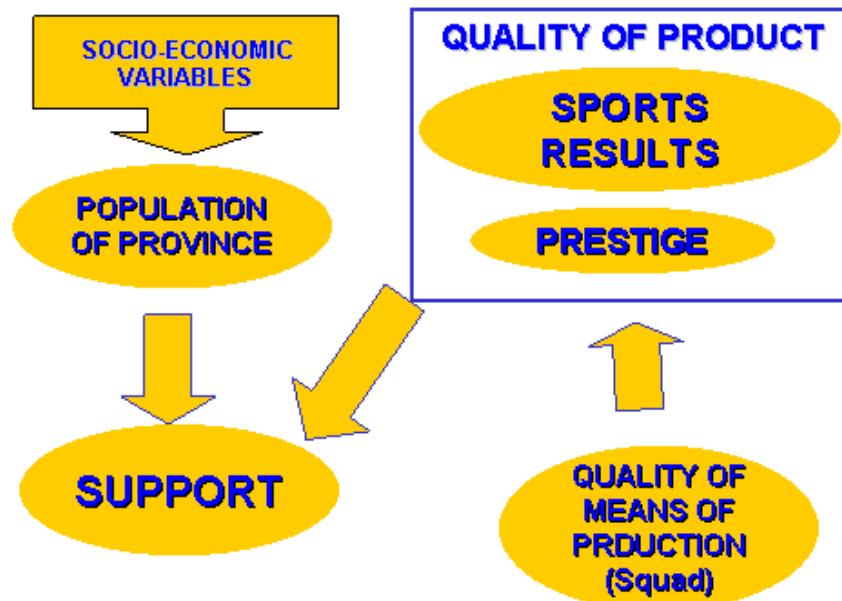 SOCIO-ECONOMIC
VARIABLES
POPULATION
OF PROVINCE
SUPPORT
QUALITY OF PRODUCT
SPORTS
RESULTS
PRESTIGE
QUALITY OF
MEANS OF
PRDUCTION
(Squad)